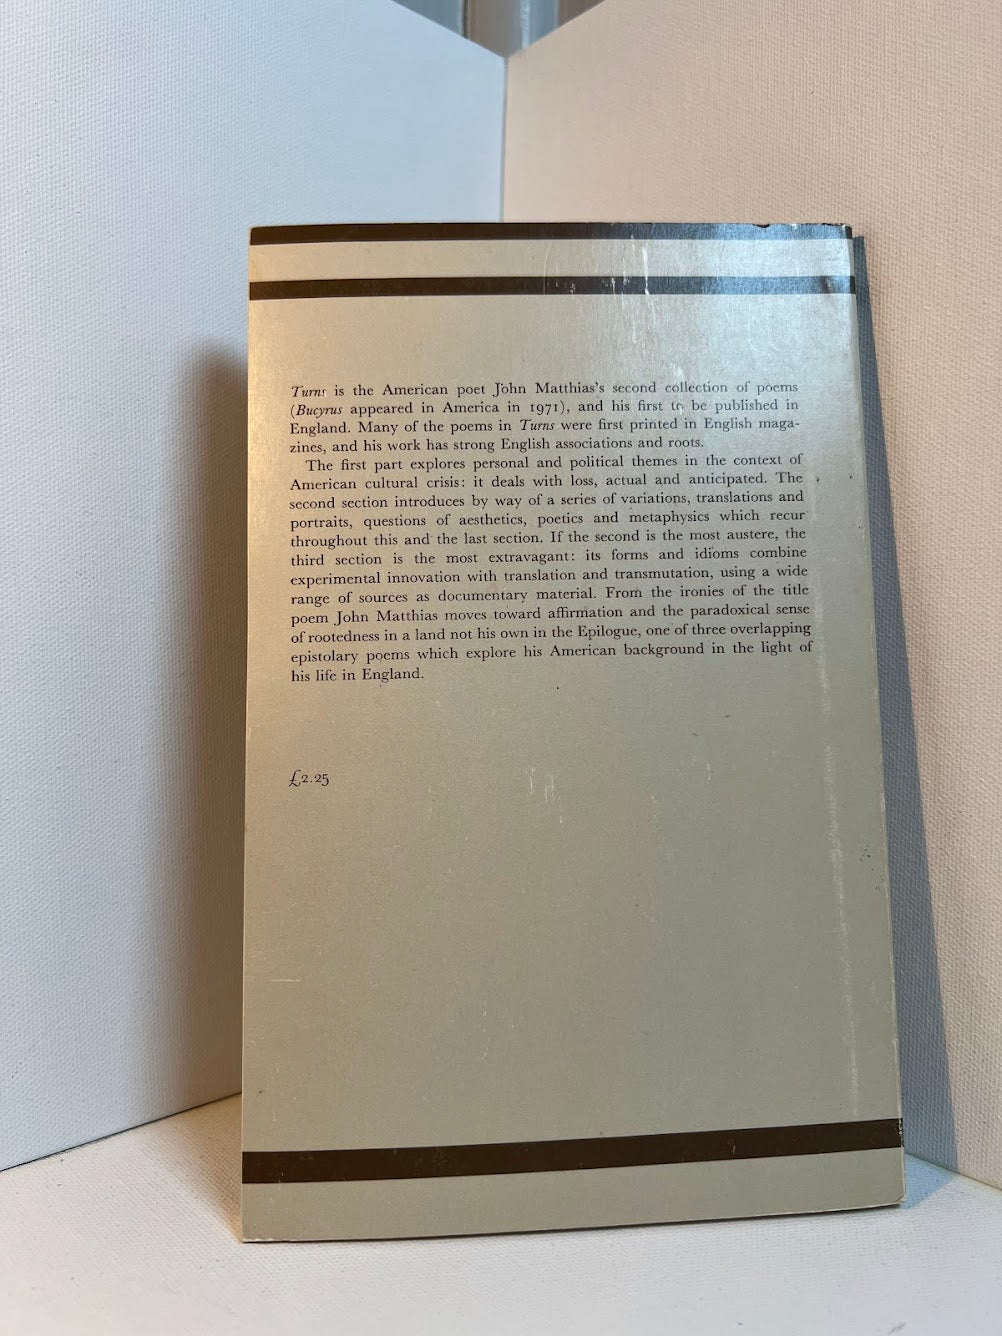 Turns is the American poet John Matthias's second collection of poems
(Bucyrus appeared in America in 1971), and his first to be published in
England. Many of the poems in Turns were first printed in English maga-
zines, and his work has strong English associations and roots.
The first part explores personal and political themes in the context of
American cultural crisis: it deals with loss, actual and anticipated. The
second section introduces by way of a series of variations, translations and
portraits, questions of aesthetics, poetics and metaphysics which recur
throughout this and the last section. If the second is the most austere, the
third section is the most extravagant: its forms and idioms combine
experimental innovation with translation and transmutation, using a wide
range of sources as documentary material. From the ironies of the title
poem John Matthias moves toward affirmation and the paradoxical sense
of rootedness in a land not his own in the Epilogue, one of three overlapping
epistolary poems which explore his American background in the light of
his life in England.
£2.25